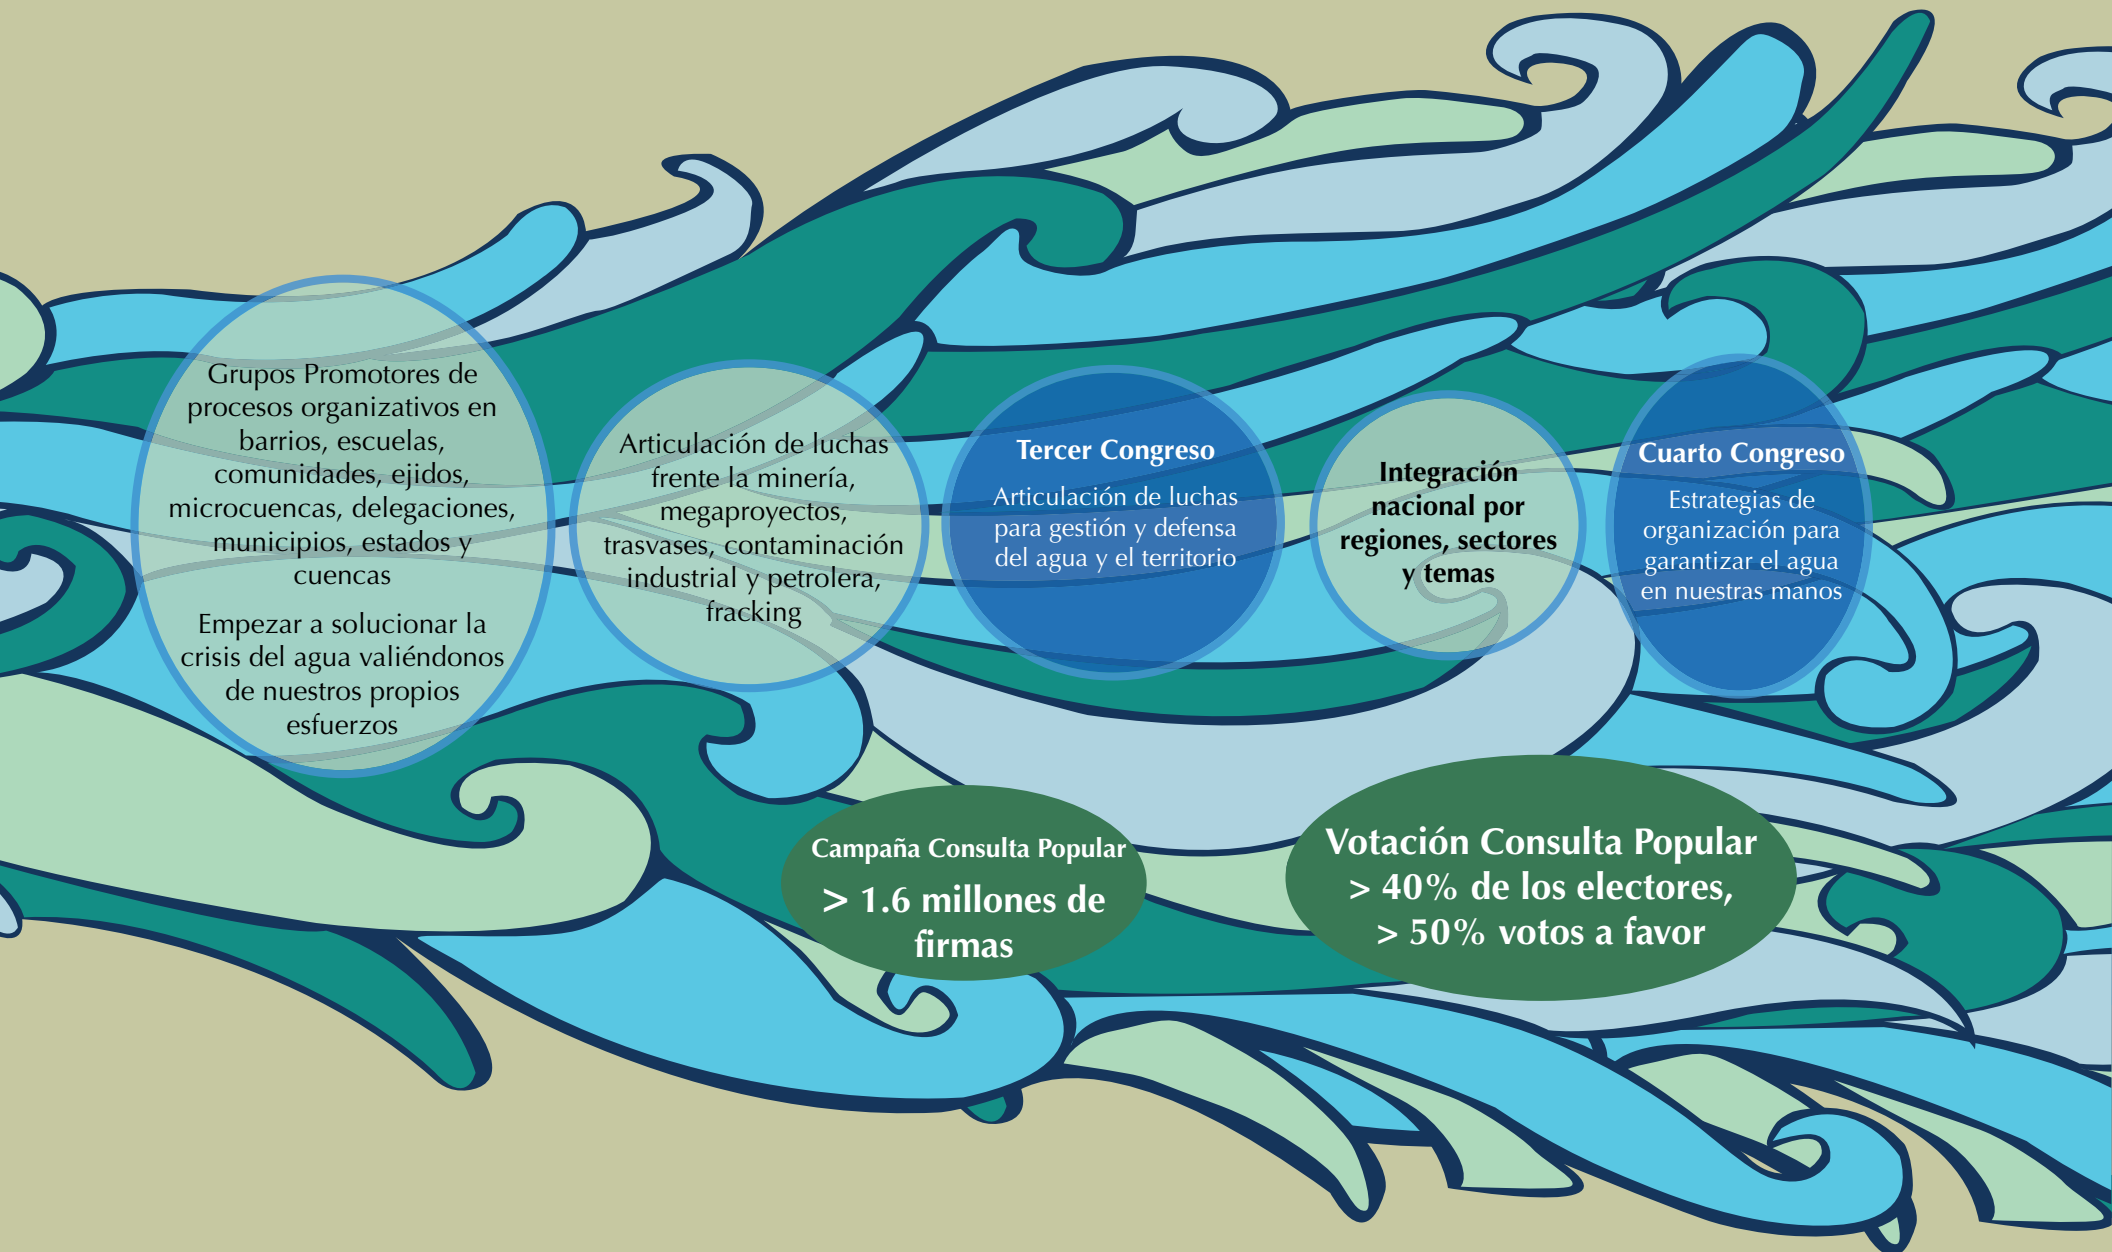 Grupos Promotores de
procesos organizativos en
barrios, escuelas,
comunidades, ejidos,
microcuencas, delegaciones,
municipios, estados y
cuencas
Empezar a solucionar la
crisis del agua valiéndonos
de nuestros propios
esfuerzos
Articulación de luchas
frente la minería,
megaproyectos,
trasvases, contaminación
industrial y petrolera,
fracking
Tercer Congreso
Articulación de luchas
para gestión y defensa
del agua y el territorio
Integración
nacional por
regiones, sectores
y temas
Cuarto Congreso
Estrategias de
organización para
garantizar el agua
en nuestras manos
Campaña Consulta Popular
> 1.6 millones de
firmas
Votación Consulta Popular
> 40% de los electores,
> 50% votos a favor